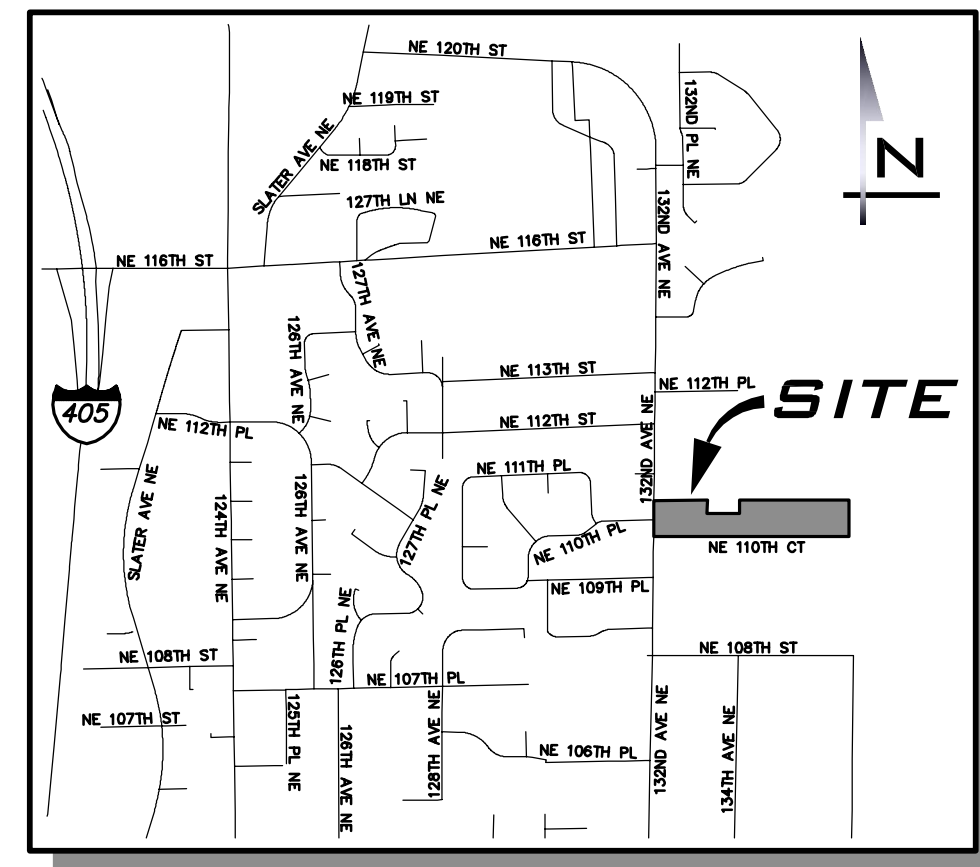 NE 120TH ST
NE 119TH ST
132ND PL NE
N
SLATER AVE NE
NE 118TH ST
127TH LN NE
132ND AVE NE
NE 116TH ST
NE 116TH ST
127TH AVE NE
126TH AVE NE
NE 113TH ST
NE 112TH PL
SITE
405
NE 112TH PL
NE 112TH ST
132ND AVE NE
NE 111TH PL
SLATER AVE NE
124TH AVE NE
126TH AVE NE
127TH PL NE
NE 110TH PL
NE 110TH CT
NE 109TH PL
126TH PL NE
NE 108TH ST
NE 108TH ST
NE 107TH PL
NE 107TH ST
125TH PL NE
126TH AVE NE
128TH AVE NE
132ND AVE NE
134TH AVE NE
NE 106TH PL